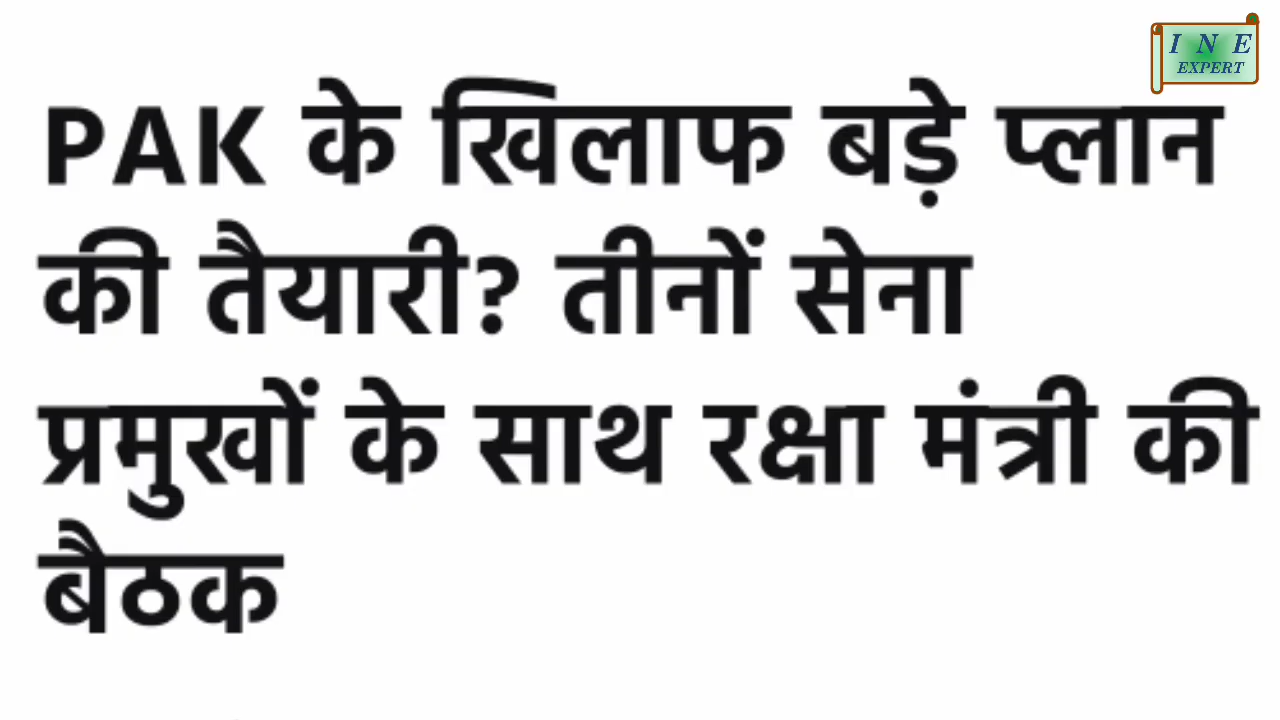 I N E
EXPERT
PAK के खिलाफ बड़े प्लान
की तैयारी? तीनों सेना
प्रमुखों के साथ रक्षा मंत्री की
बैठक